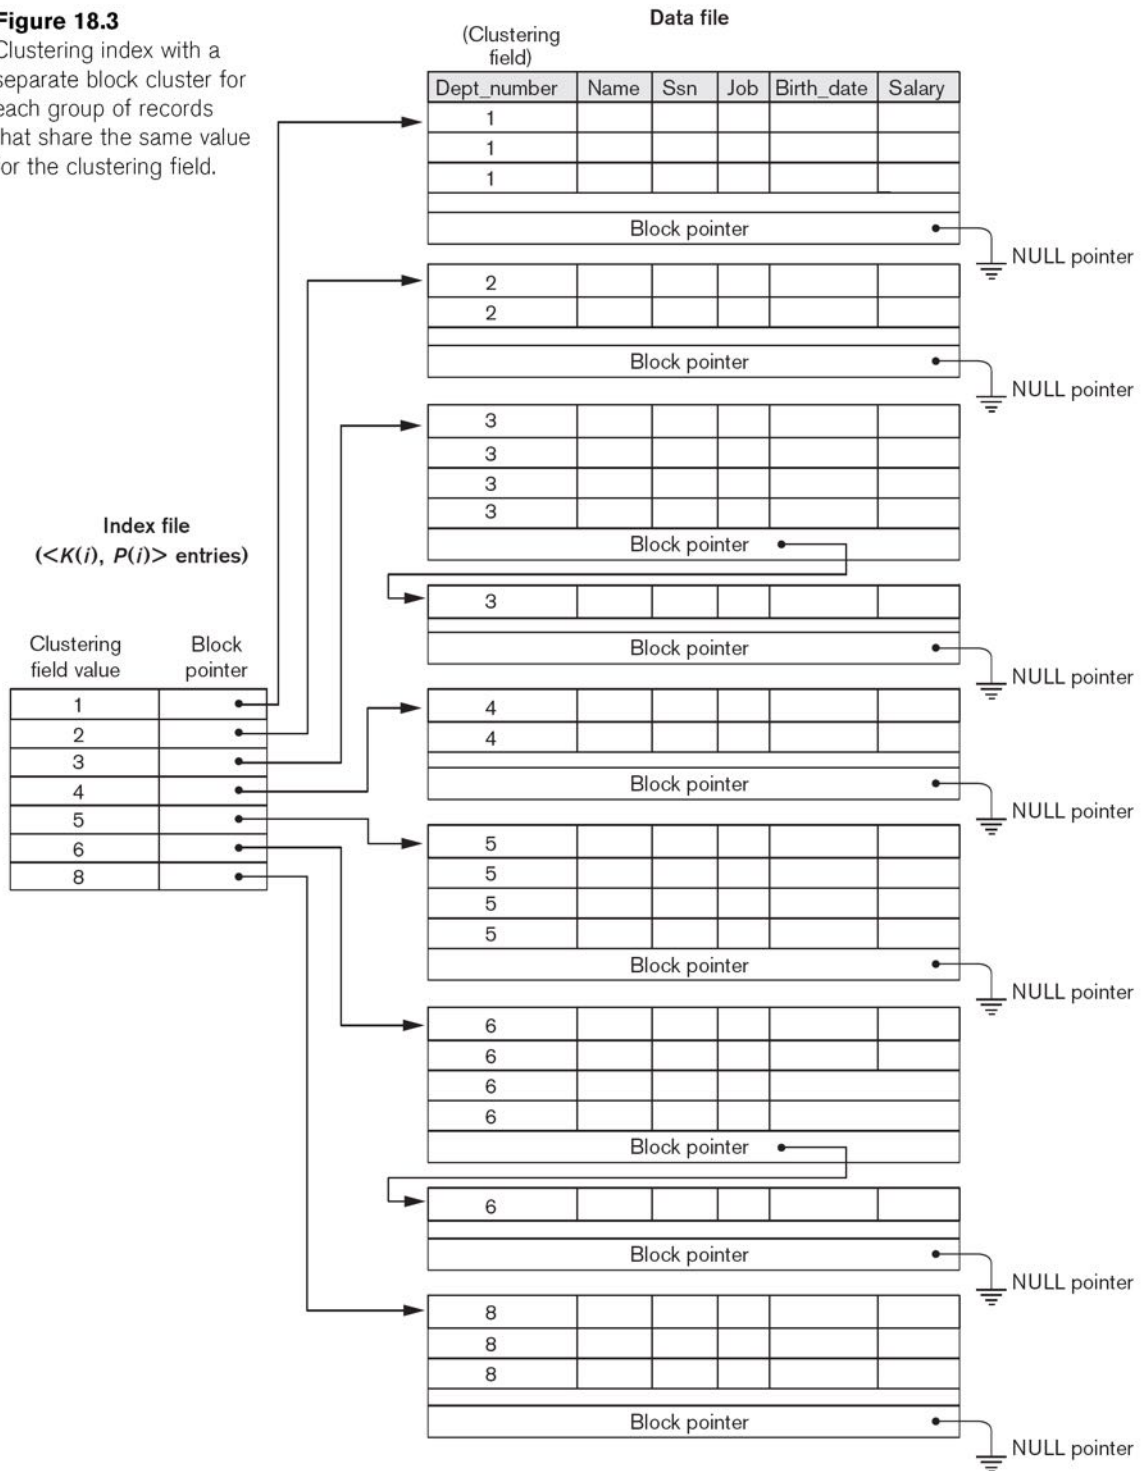 Figure 18.3
Clustering index with a
separate block cluster for
each group of records
that share the same value
for the clustering field.
Data file
(Clustering
field)
Dept_number Name Ssn Job Birth_date Salary
1
1
1
Block pointer
NULL pointer
2
2
Block pointer
NULL pointer
3
3
3
3
Block pointer
3
Block pointer
NULL pointer
4
4
Block pointer
NULL pointer
5
5
5
5
Block pointer
NULL pointer
6
6
6
6
Block pointer
6
Block pointer
NULL pointer
8
8
8
Block pointer
NULL pointer
Index file
(<K(i), P(i)> entries)
Clustering Block
field value pointer
1
2
3
4
5
6
8